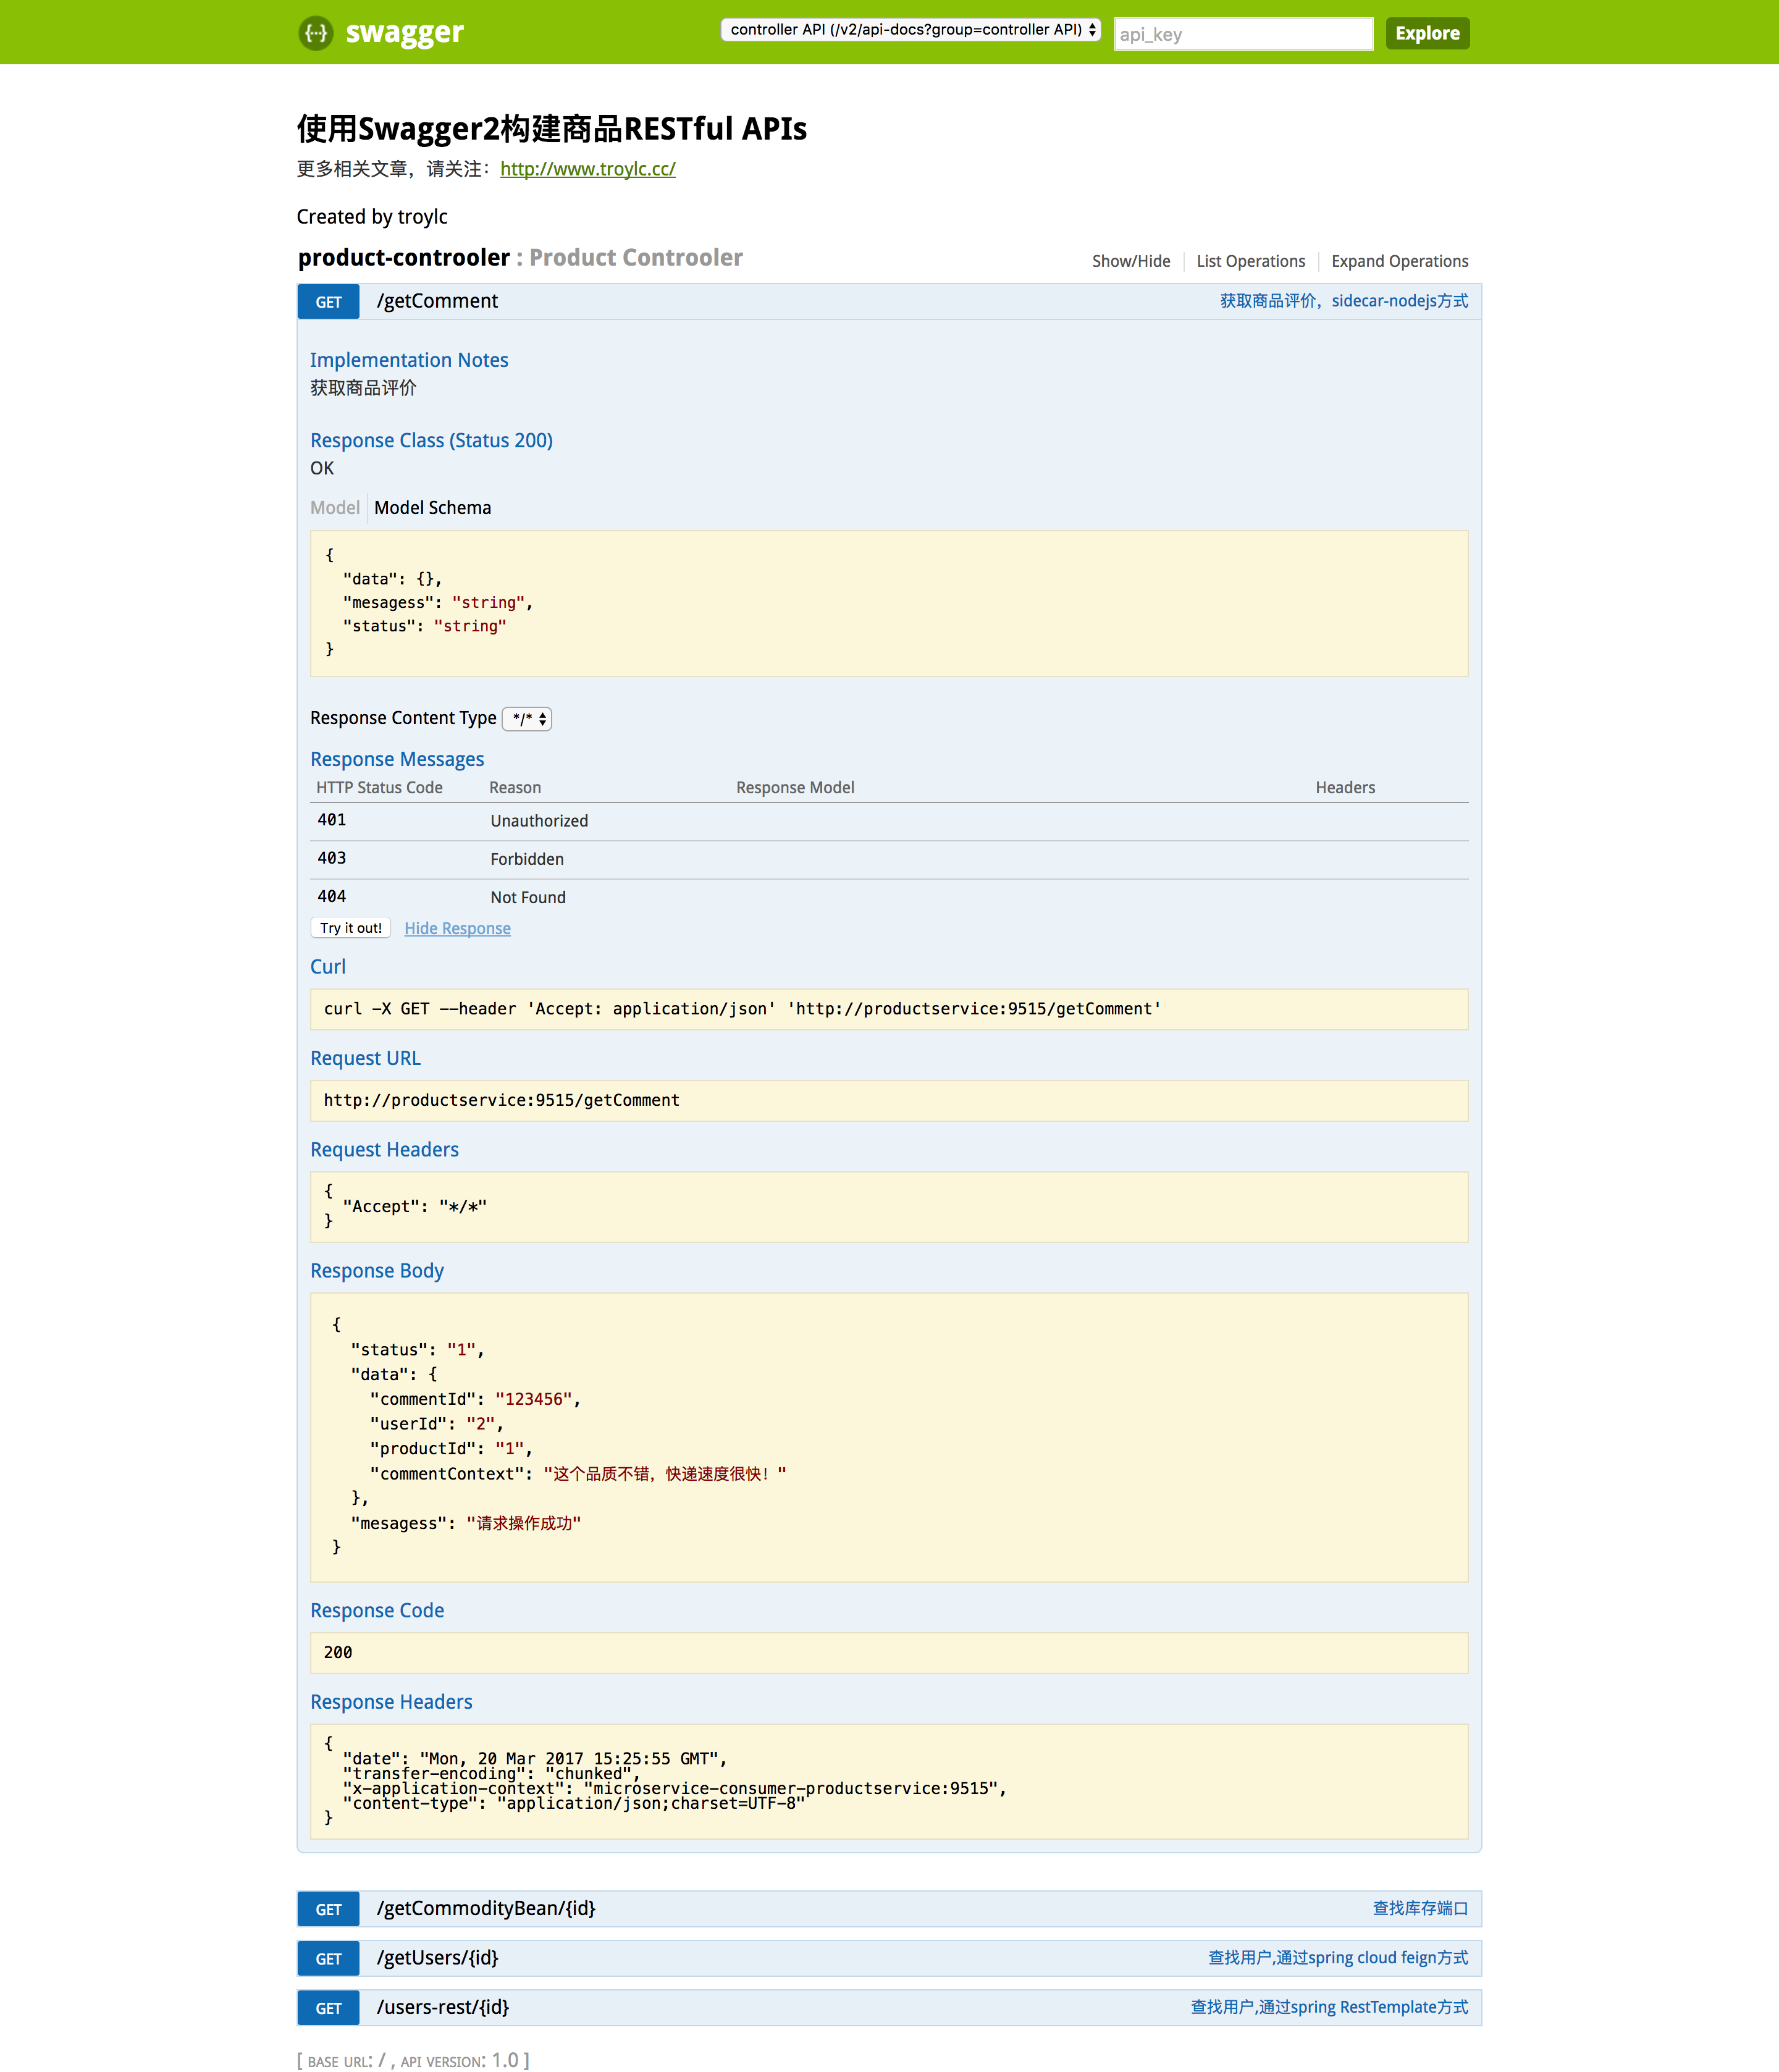 swagger
controller API (/v2/api-docs?group=controller API)
api_key
Explore
使用Swagger2构建商品RESTful APIs
更多相关文章，请关注：http://www.troylc.cc/
Created by troylc
product-controoler : Product Controoler
Show/Hide
List Operations
Expand Operations
GET /getComment 获取商品评价，sidecar-nodejs方式
Implementation Notes
获取商品评价
Response Class (Status 200)
OK
Model Model Schema
{
"data": {},
"mesagess": "string",
"status": "string"
}
Response Content Type */*
Response Messages
HTTP Status Code Reason Response Model Headers
401 Unauthorized
403 Forbidden
404 Not Found
Try it out! Hide Response
Curl
curl -X GET --header 'Accept: application/json' 'http://productservice:9515/getComment'
Request URL
http://productservice:9515/getComment
Request Headers
{
"Accept": "*/*"
}
Response Body
{
"status": "1",
"data": {
"commentId": "123456",
"userId": "2",
"productId": "1",
"commentContext": "这个品质不错，快递速度很快！"
},
"mesagess": "请求操作成功"
}
Response Code
200
Response Headers
{
"date": "Mon, 20 Mar 2017 15:25:55 GMT",
"transfer-encoding": "chunked",
"x-application-context": "microservice-consumer-productservice:9515",
"content-type": "application/json;charset=UTF-8"
}
GET /getCommodityBean/{id} 查找库存端口
GET /getUsers/{id} 查找用户,通过spring cloud feign方式
GET /users-rest/{id} 查找用户,通过spring RestTemplate方式
[ BASE URL: / , API VERSION: 1.0 ]